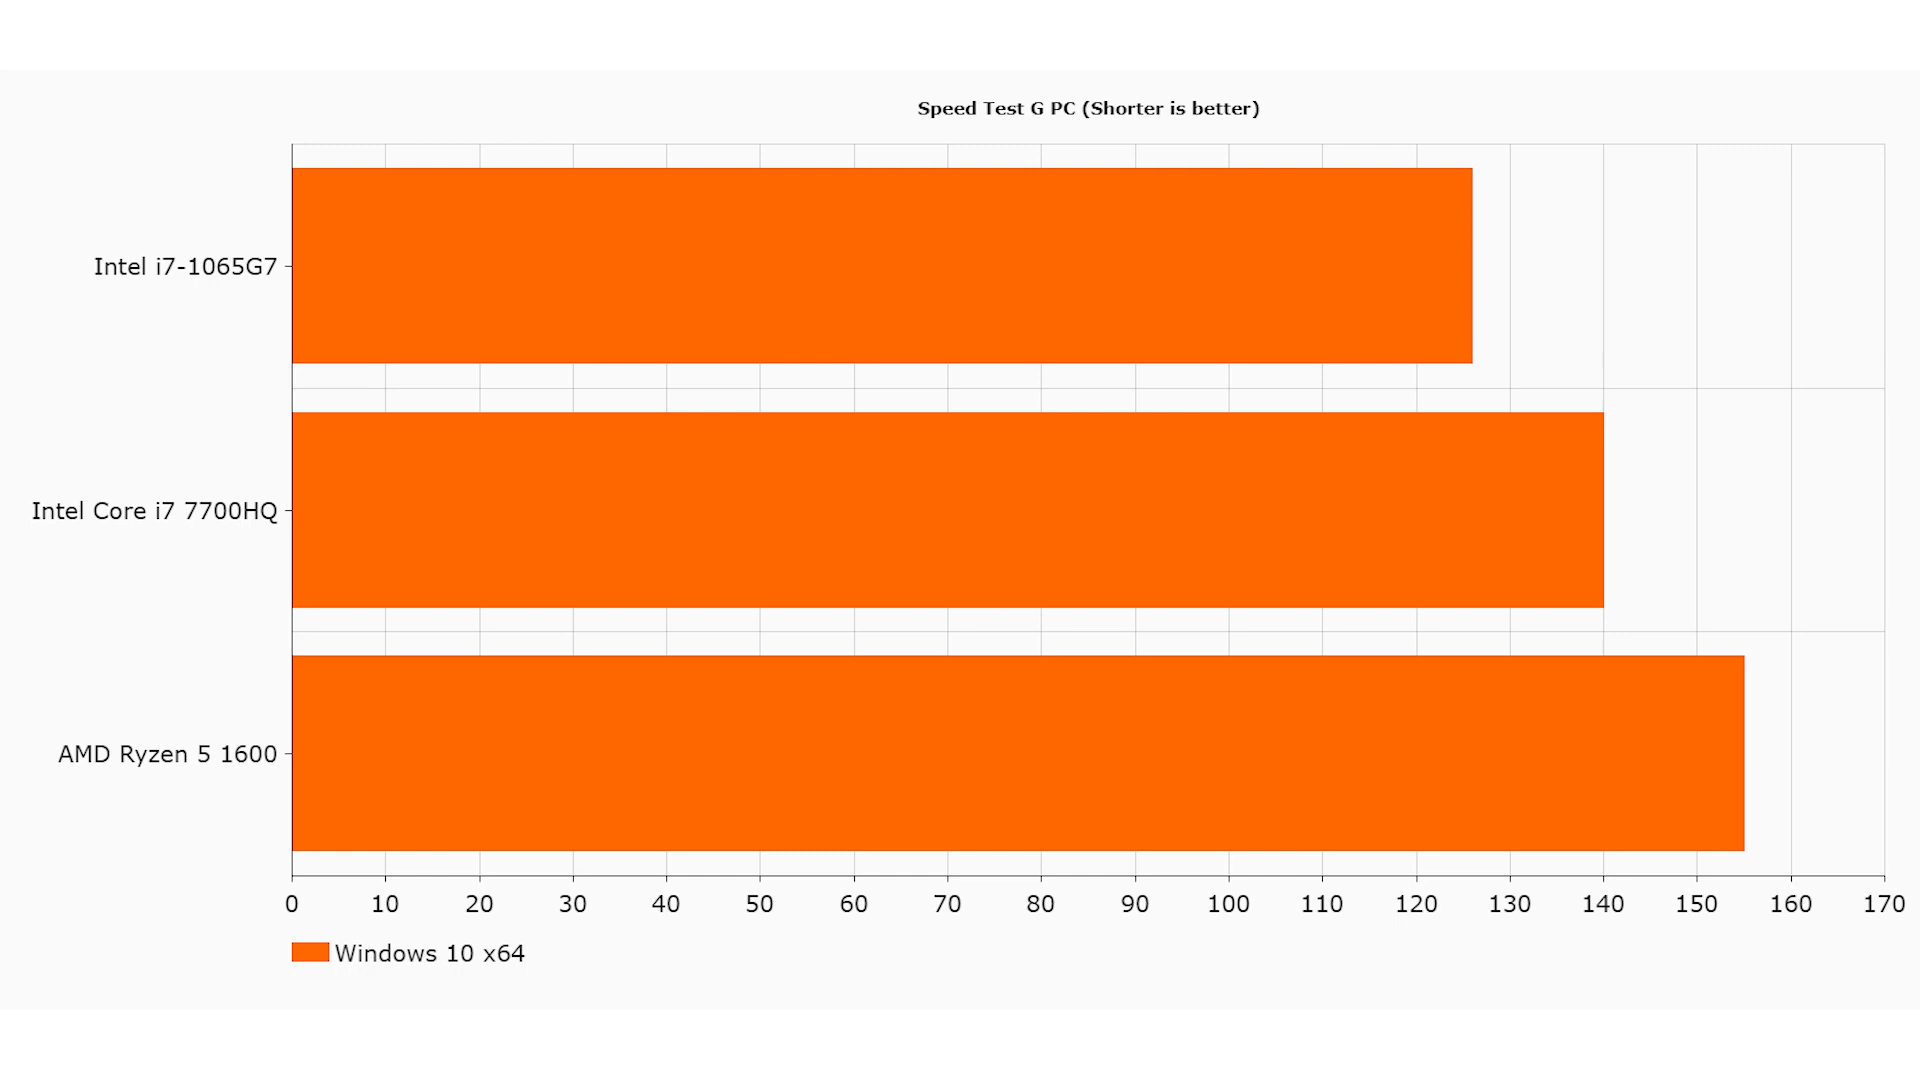 Speed Test G PC (Shorter is better)
Intel i7-1065G7
Intel Core i7 7700HQ
AMD Ryzen 5 1600
0 10 20 30 40 50 60 70 80 90 100 110 120 130 140 150 160 170
Windows 10 x64